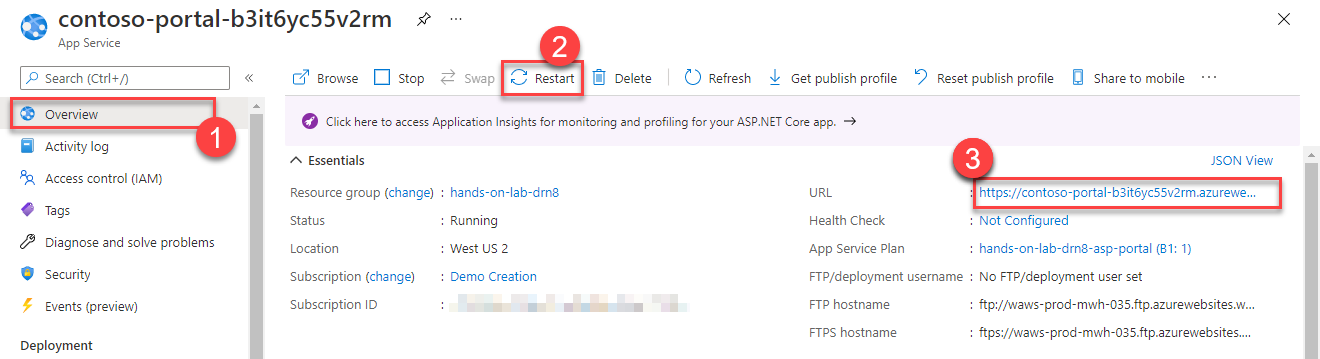 contoso-portal-b3it6yc55v2rm ...
App Service
Search (Ctrl+/) «
Browse Stop Swap Restart Delete Refresh Get publish profile Reset publish profile Share to mobile ...
2
Overview
1
Activity log
Access control (IAM)
Tags
Diagnose and solve problems
Security
Events (preview)
Deployment
Click here to access Application Insights for monitoring and profiling for your ASP.NET Core app. →
Essentials
JSON View
3
Resource group (change) : hands-on-lab-drn8
Status : Running
Location : West US 2
Subscription (change) : Demo Creation
Subscription ID :
URL : https://contoso-portal-b3it6yc55v2rm.azurewe...
Health Check : Not Configured
App Service Plan : hands-on-lab-drn8-asp-portal (B1: 1)
FTP/deployment username : No FTP/deployment user set
FTP hostname : ftp://waws-prod-mwh-035.ftp.azurewebsites.w...
FTPS hostname : ftps://waws-prod-mwh-035.ftp.azurewebsites....